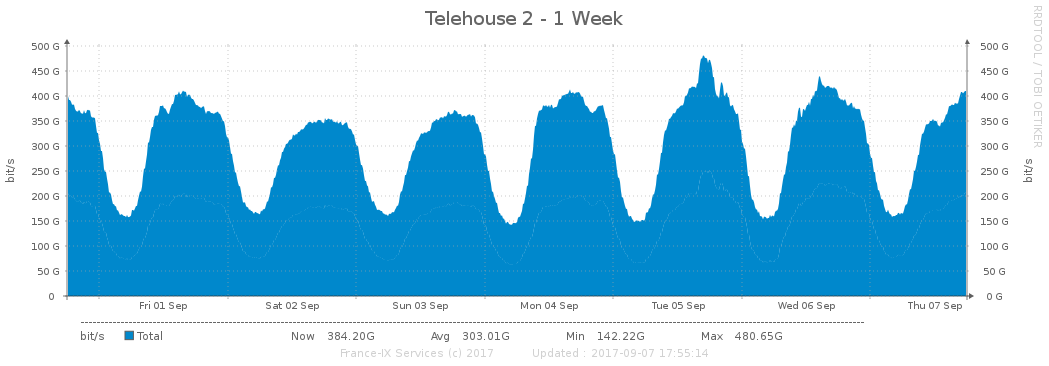 Telehouse 2 - 1 Week
RRDTOOL / TOBI OETIKER
500 G 500 G
450 G 450 G
400 G 400 G
350 G 350 G
300 G 300 G
250 G 250 G
200 G 200 G
150 G 150 G
100 G 100 G
50 G 50 G
0 0 G
bit/s
bit/s
Fri 01 Sep Sat 02 Sep Sun 03 Sep Mon 04 Sep Tue 05 Sep Wed 06 Sep Thu 07 Sep
bit/s Total Now 384.20G Avg 303.01G Min 142.22G Max 480.65G
France-IX Services (c) 2017 Updated : 2017-09-07 17:55:14